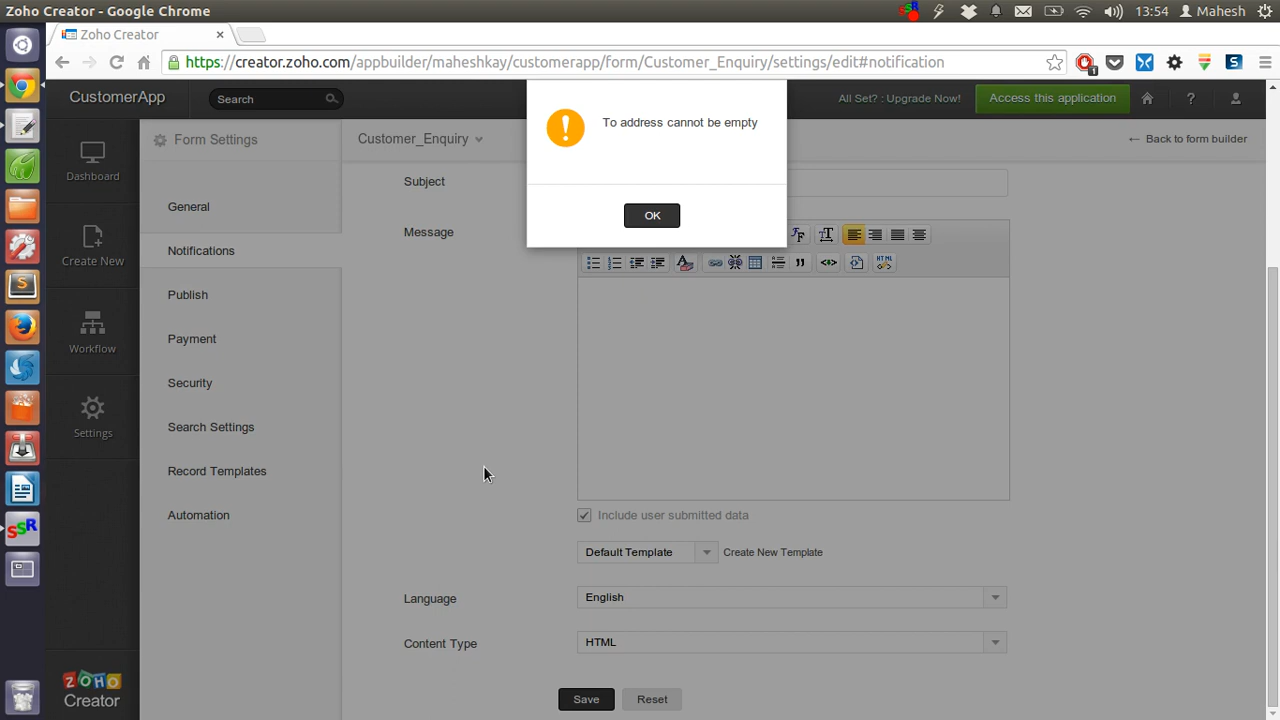 Zoho Creator - Google Chrome
13:54
Mahesh
Zoho Creator
https://creator.zoho.com/appbuilder/maheshkay/customerapp/form/Customer_Enquiry/settings/edit#notification
1
CustomerApp
Search
All Set? : Upgrade Now!
Access this application
?
To address cannot be empty
OK
Dashboard
Create New
Workflow
Settings
ZOHO
Creator
Form Settings
General
Notifications
Publish
Payment
Security
Search Settings
Record Templates
Automation
Customer_Enquiry
← Back to form builder
Subject
Message
Include user submitted data
Default Template
Create New Template
Language
English
Content Type
HTML
Save
Reset